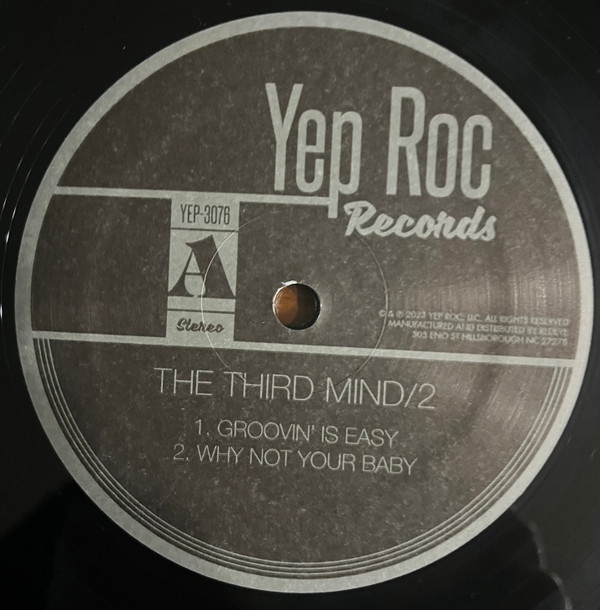 Yep Roc
Records
YEP-3076
A
Stereo
© & ℗ 2023 YEP ROC, LLC. ALL RIGHTS RESERVED
MANUFACTURED AND DISTRIBUTED BY REDEYE
505 ENO ST HILLSBOROUGH NC 27278
THE THIRD MIND/2
1. GROOVIN' IS EASY
2. WHY NOT YOUR BABY